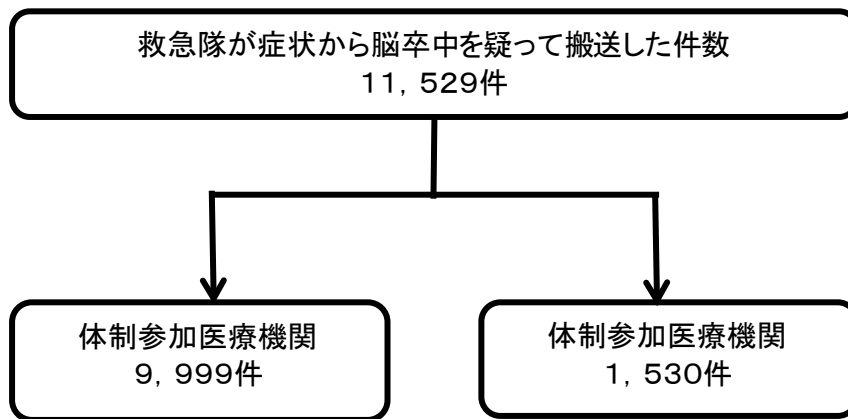 救急隊が症状から脳卒中を疑って搬送した件数
11,529件
体制参加医療機関
9,999件
体制参加医療機関
1,530件